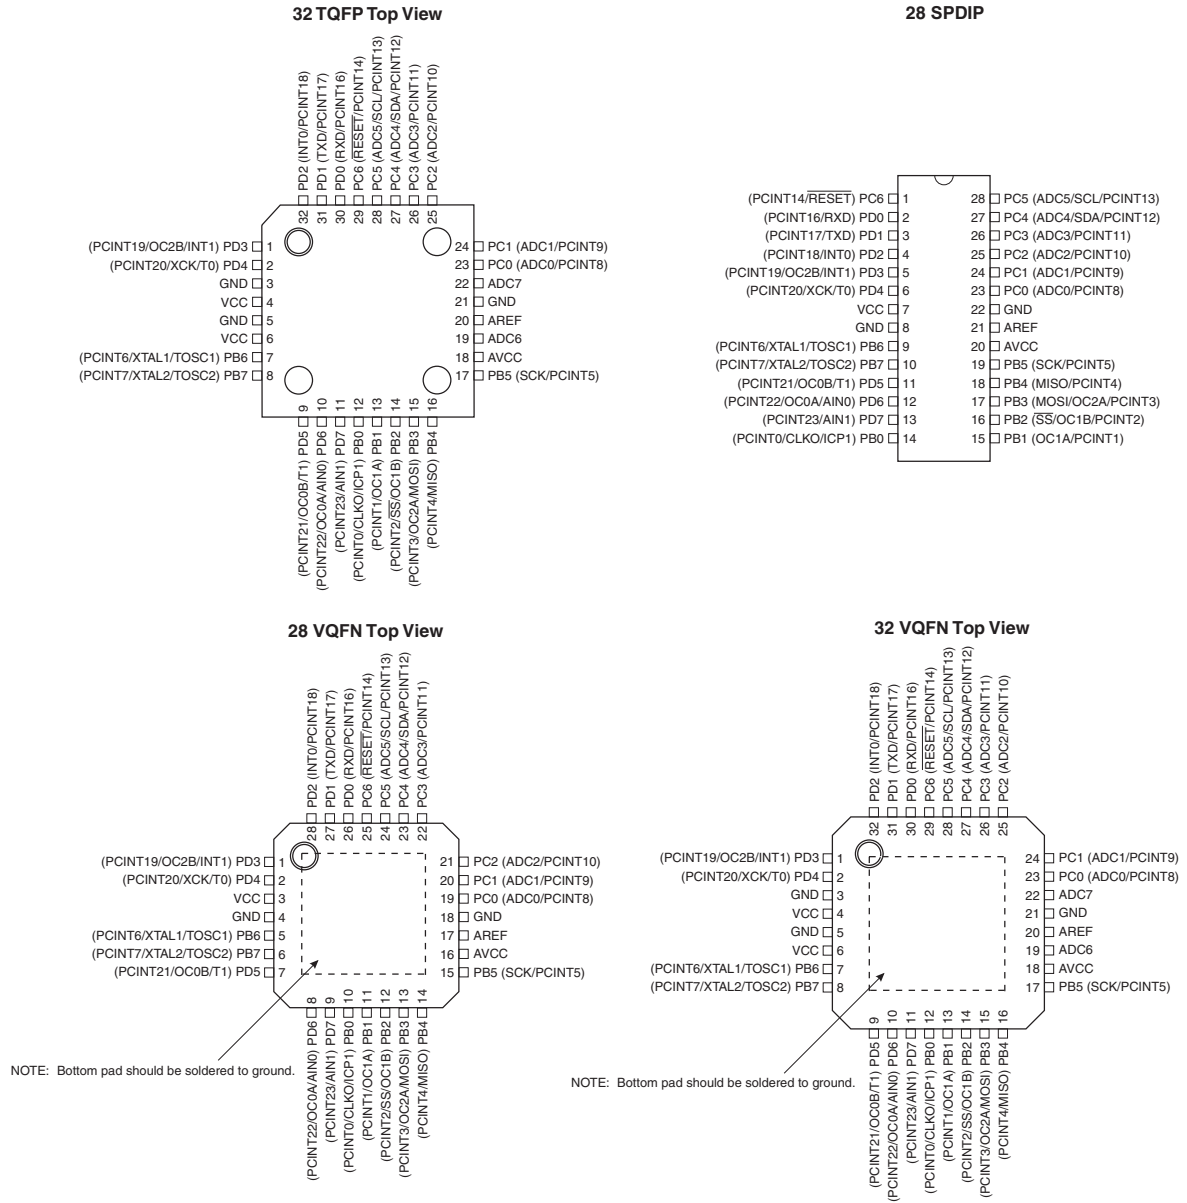 32 TQFP Top View
PD2 (INT0/PCINT18)
PD1 (TXD/PCINT17)
PD0 (RXD/PCINT16)
PC6 (RESET/PCINT14)
PC5 (ADC5/SCL/PCINT13)
PC4 (ADC4/SDA/PCINT12)
PC3 (ADC3/PCINT11)
PC2 (ADC2/PCINT10)
32
31
30
29
28
27
26
25
(PCINT19/OC2B/INT1) PD3 1
(PCINT20/XCK/T0) PD4 2
GND 3
VCC 4
GND 5
VCC 6
(PCINT6/XTAL1/TOSC1) PB6 7
(PCINT7/XTAL2/TOSC2) PB7 8
24 PC1 (ADC1/PCINT9)
23 PC0 (ADC0/PCINT8)
22 ADC7
21 GND
20 AREF
19 ADC6
18 AVCC
17 PB5 (SCK/PCINT5)
9
10
11
12
13
14
15
16
(PCINT21/OC0B/T1) PD5
(PCINT22/OC0A/AIN0) PD6
(PCINT23/AIN1) PD7
(PCINT0/CLKO/ICP1) PB0
(PCINT1/OC1A) PB1
(PCINT2/SS/OC1B) PB2
(PCINT3/OC2A/MOSI) PB3
(PCINT4/MISO) PB4
28 SPDIP
(PCINT14/RESET) PC6 1
(PCINT16/RXD) PD0 2
(PCINT17/TXD) PD1 3
(PCINT18/INT0) PD2 4
(PCINT19/OC2B/INT1) PD3 5
(PCINT20/XCK/T0) PD4 6
VCC 7
GND 8
(PCINT6/XTAL1/TOSC1) PB6 9
(PCINT7/XTAL2/TOSC2) PB7 10
(PCINT21/OC0B/T1) PD5 11
(PCINT22/OC0A/AIN0) PD6 12
(PCINT23/AIN1) PD7 13
(PCINT0/CLKO/ICP1) PB0 14
28 PC5 (ADC5/SCL/PCINT13)
27 PC4 (ADC4/SDA/PCINT12)
26 PC3 (ADC3/PCINT11)
25 PC2 (ADC2/PCINT10)
24 PC1 (ADC1/PCINT9)
23 PC0 (ADC0/PCINT8)
22 GND
21 AREF
20 AVCC
19 PB5 (SCK/PCINT5)
18 PB4 (MISO/PCINT4)
17 PB3 (MOSI/OC2A/PCINT3)
16 PB2 (SS/OC1B/PCINT2)
15 PB1 (OC1A/PCINT1)
28 VQFN Top View
PD2 (INT0/PCINT18)
PD1 (TXD/PCINT17)
PD0 (RXD/PCINT16)
PC6 (RESET/PCINT14)
PC5 (ADC5/SCL/PCINT13)
PC4 (ADC4/SDA/PCINT12)
PC3 (ADC3/PCINT11)
28
27
26
25
24
23
22
(PCINT19/OC2B/INT1) PD3 1
(PCINT20/XCK/T0) PD4 2
VCC 3
GND 4
(PCINT6/XTAL1/TOSC1) PB6 5
(PCINT7/XTAL2/TOSC2) PB7 6
(PCINT21/OC0B/T1) PD5 7
21 PC2 (ADC2/PCINT10)
20 PC1 (ADC1/PCINT9)
19 PC0 (ADC0/PCINT8)
18 GND
17 AREF
16 AVCC
15 PB5 (SCK/PCINT5)
8
9
10
11
12
13
14
(PCINT22/OC0A/AIN0) PD6
(PCINT23/AIN1) PD7
(PCINT0/CLKO/ICP1) PB0
(PCINT1/OC1A) PB1
(PCINT2/SS/OC1B) PB2
(PCINT3/OC2A/MOSI) PB3
(PCINT4/MISO) PB4
NOTE: Bottom pad should be soldered to ground.
32 VQFN Top View
PD2 (INT0/PCINT18)
PD1 (TXD/PCINT17)
PD0 (RXD/PCINT16)
PC6 (RESET/PCINT14)
PC5 (ADC5/SCL/PCINT13)
PC4 (ADC4/SDA/PCINT12)
PC3 (ADC3/PCINT11)
PC2 (ADC2/PCINT10)
32
31
30
29
28
27
26
25
(PCINT19/OC2B/INT1) PD3 1
(PCINT20/XCK/T0) PD4 2
GND 3
VCC 4
GND 5
VCC 6
(PCINT6/XTAL1/TOSC1) PB6 7
(PCINT7/XTAL2/TOSC2) PB7 8
24 PC1 (ADC1/PCINT9)
23 PC0 (ADC0/PCINT8)
22 ADC7
21 GND
20 AREF
19 ADC6
18 AVCC
17 PB5 (SCK/PCINT5)
9
10
11
12
13
14
15
16
(PCINT21/OC0B/T1) PD5
(PCINT22/OC0A/AIN0) PD6
(PCINT23/AIN1) PD7
(PCINT0/CLKO/ICP1) PB0
(PCINT1/OC1A) PB1
(PCINT2/SS/OC1B) PB2
(PCINT3/OC2A/MOSI) PB3
(PCINT4/MISO) PB4
NOTE: Bottom pad should be soldered to ground.